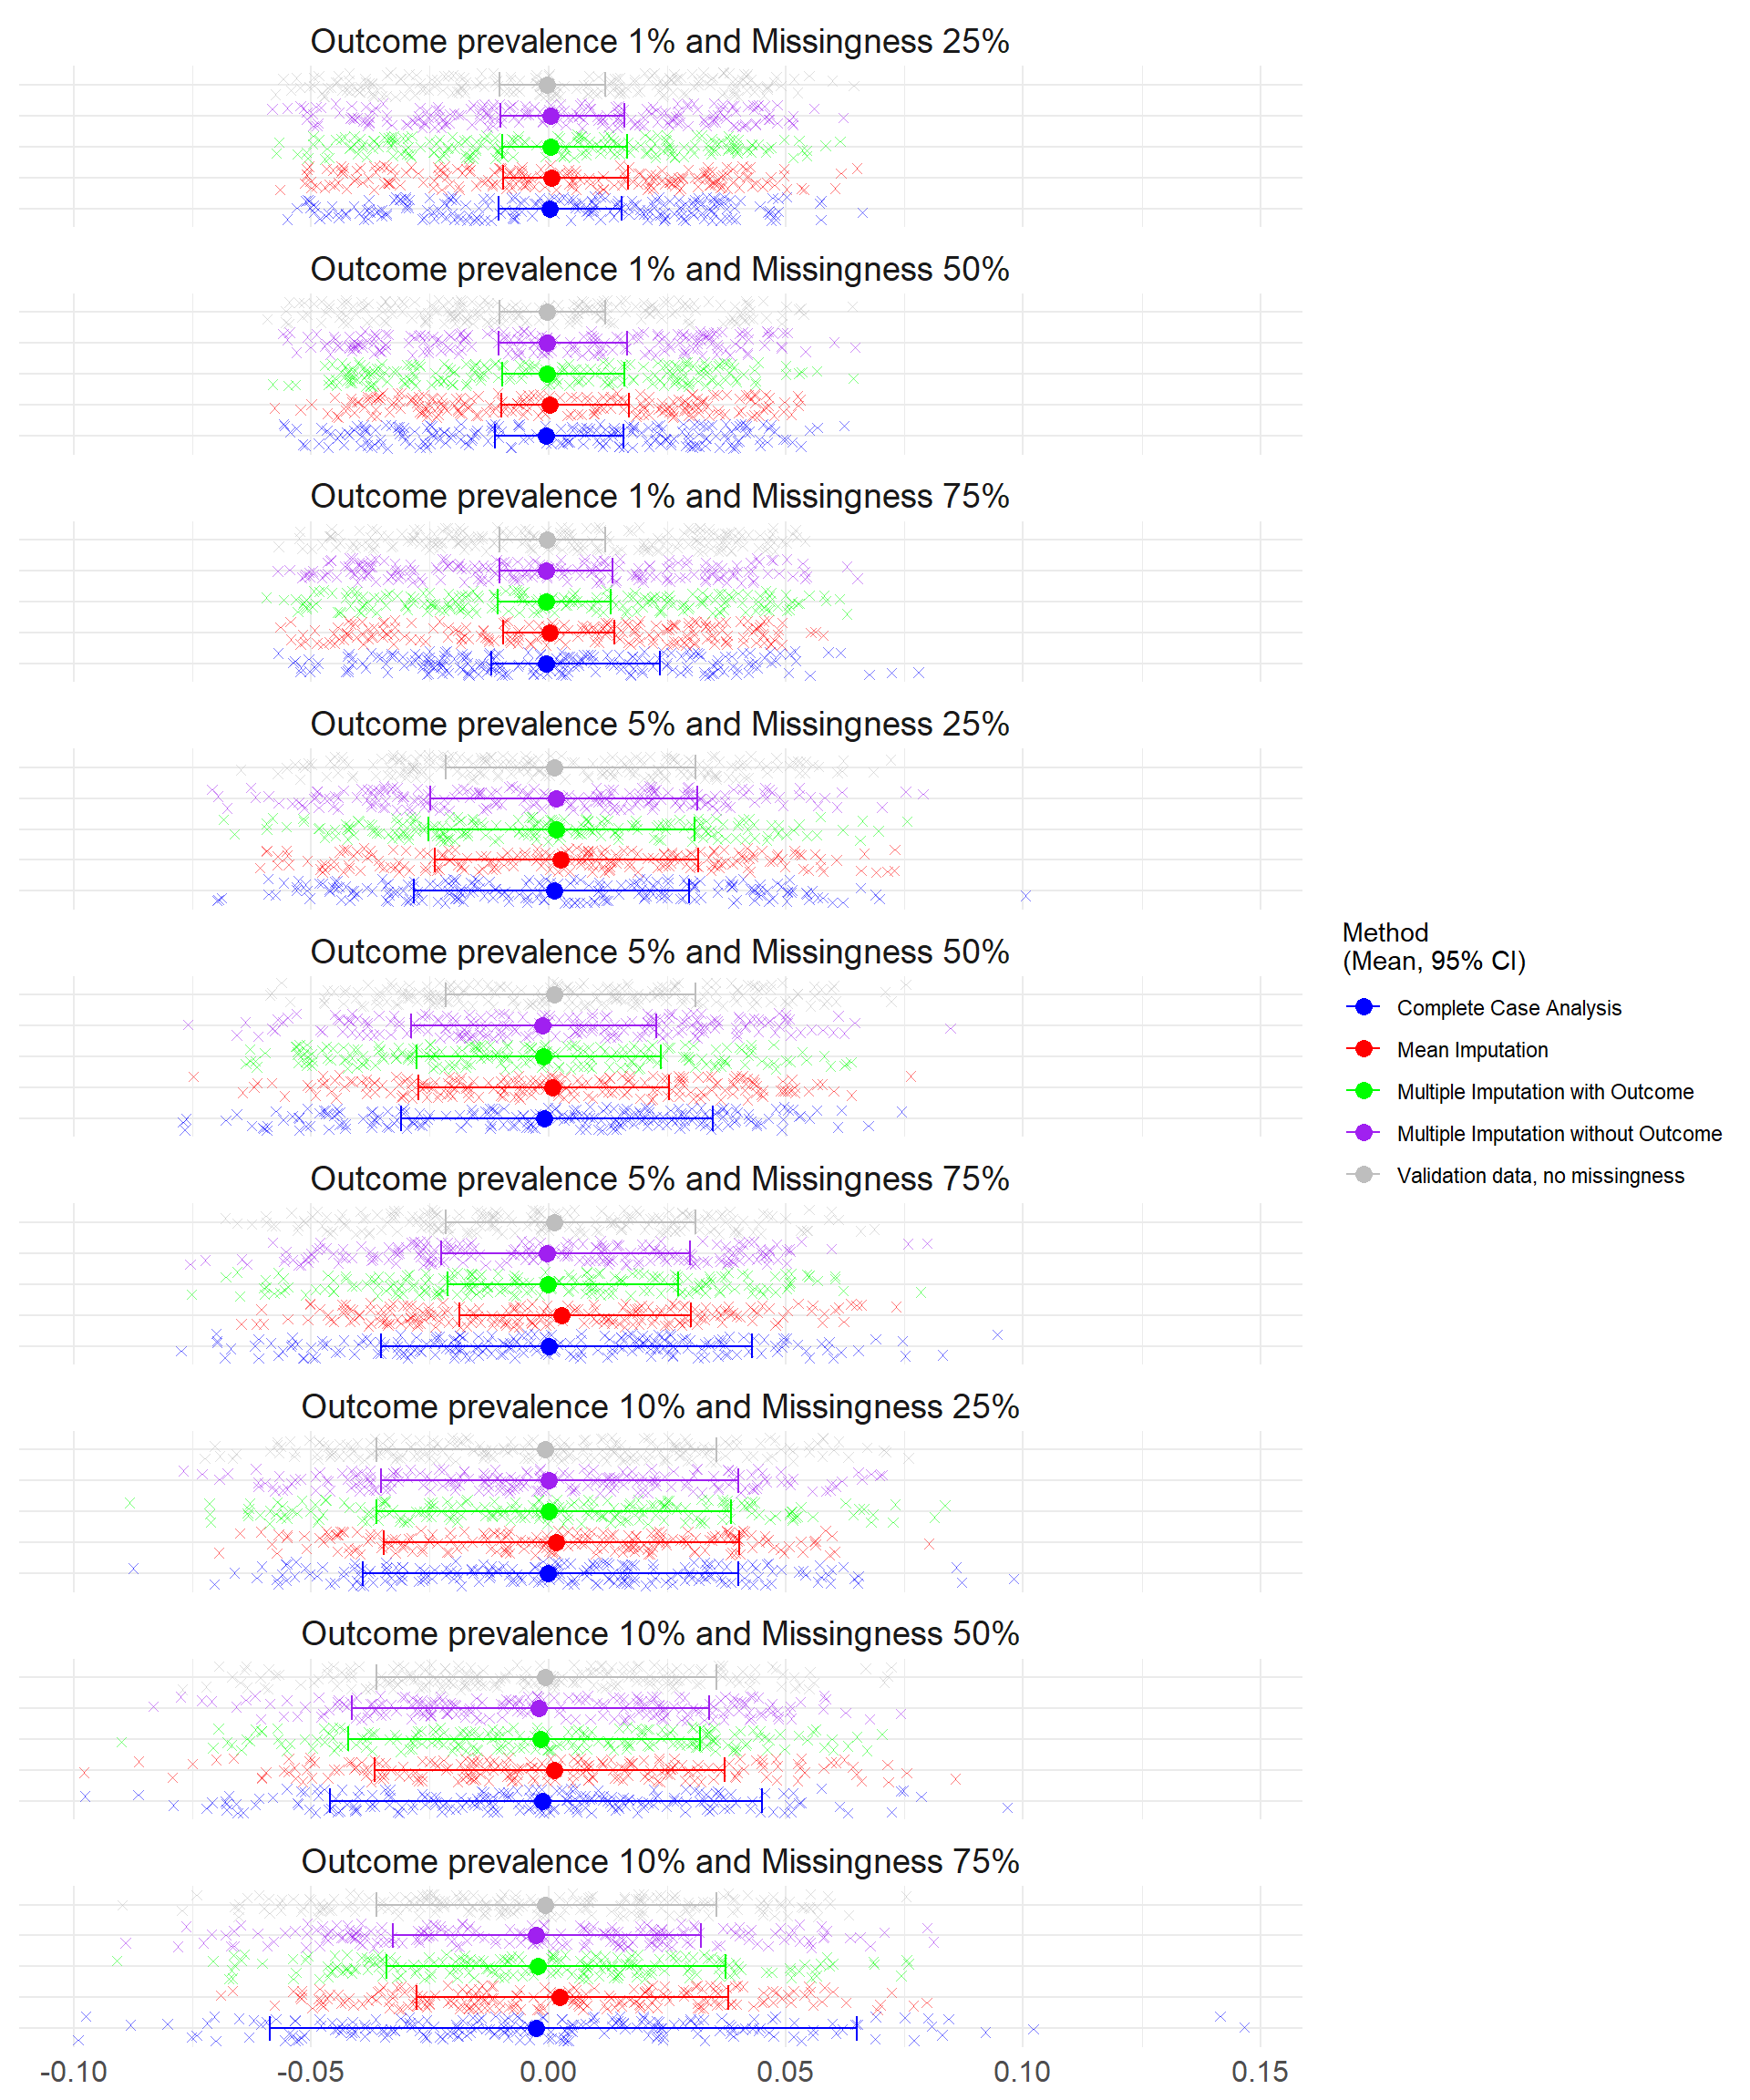 Outcome prevalence 1% and Missingness 25%
Outcome prevalence 1% and Missingness 50%
Outcome prevalence 1% and Missingness 75%
Outcome prevalence 5% and Missingness 25%
Outcome prevalence 5% and Missingness 50%
Outcome prevalence 5% and Missingness 75%
Outcome prevalence 10% and Missingness 25%
Outcome prevalence 10% and Missingness 50%
Outcome prevalence 10% and Missingness 75%
-0.10 -0.05 0.00 0.05 0.10 0.15
Method
(Mean, 95% CI)
Complete Case Analysis
Mean Imputation
Multiple Imputation with Outcome
Multiple Imputation without Outcome
Validation data, no missingness